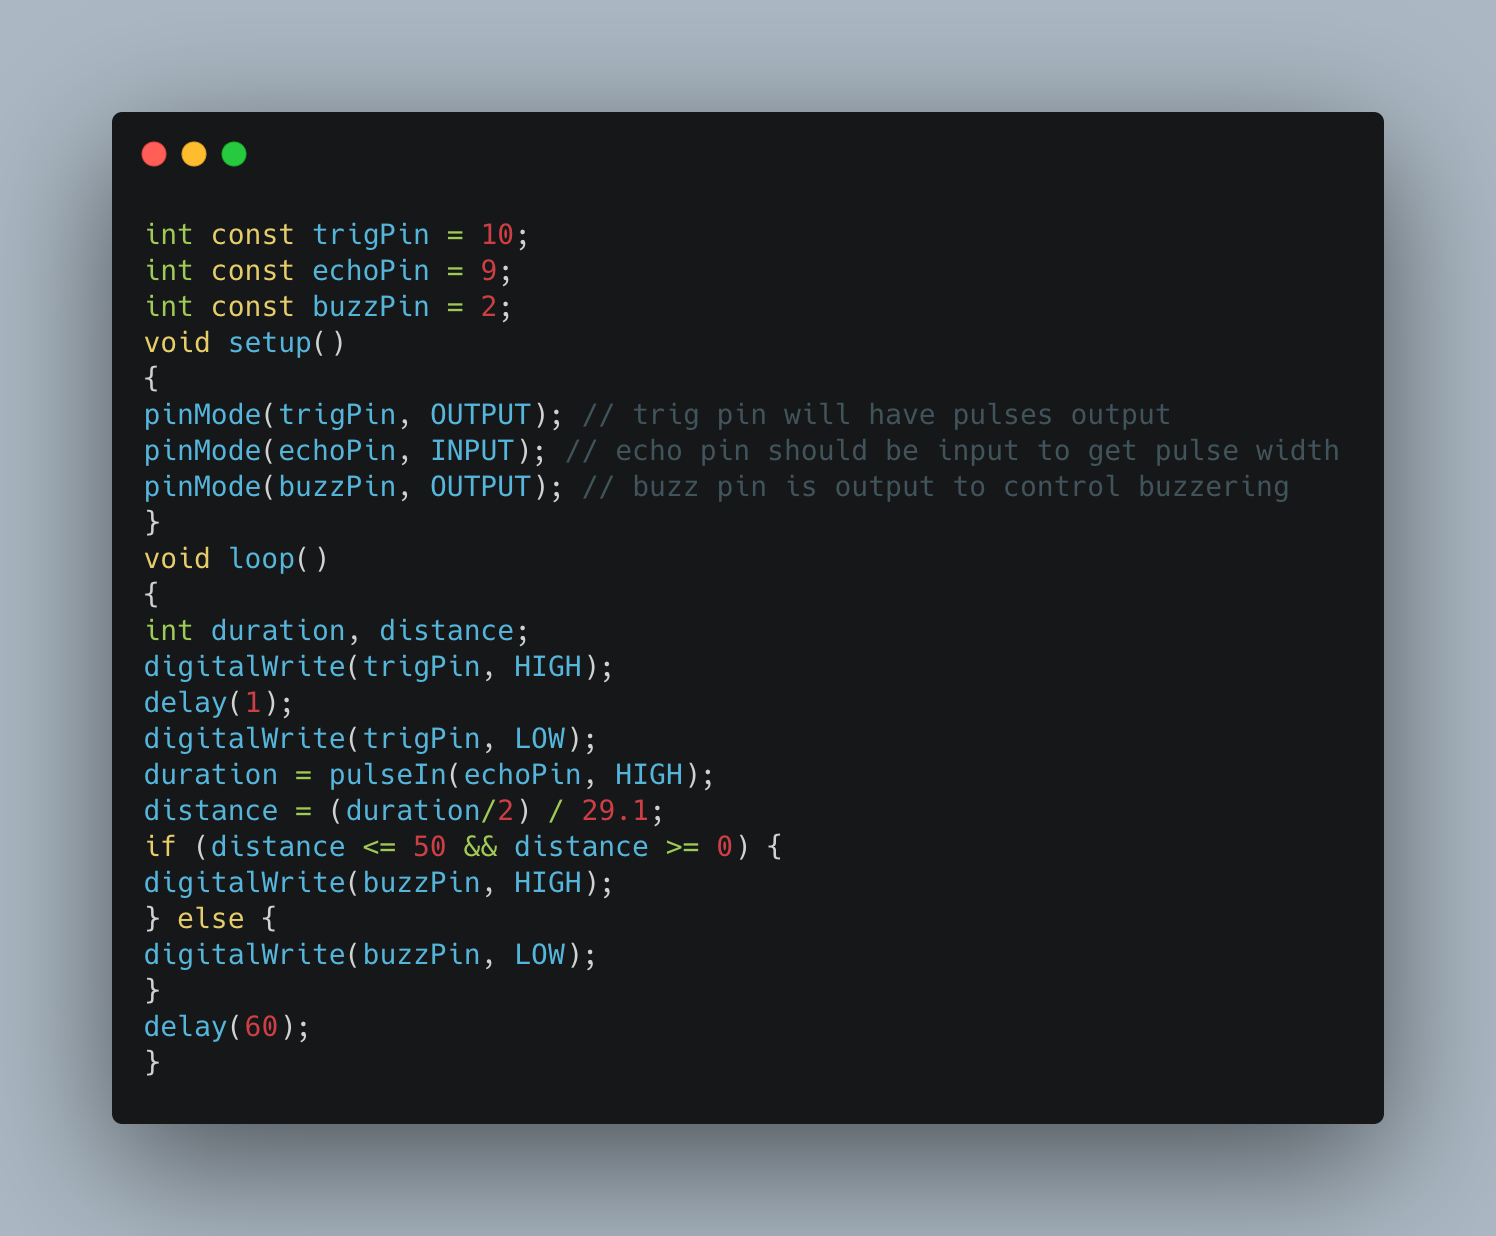 int const trigPin = 10;
int const echoPin = 9;
int const buzzPin = 2;
void setup()
{
pinMode(trigPin, OUTPUT); // trig pin will have pulses output
pinMode(echoPin, INPUT); // echo pin should be input to get pulse width
pinMode(buzzPin, OUTPUT); // buzz pin is output to control buzzering
}
void loop()
{
int duration, distance;
digitalWrite(trigPin, HIGH);
delay(1);
digitalWrite(trigPin, LOW);
duration = pulseIn(echoPin, HIGH);
distance = (duration/2) / 29.1;
if (distance <= 50 && distance >= 0) {
digitalWrite(buzzPin, HIGH);
} else {
digitalWrite(buzzPin, LOW);
}
delay(60);
}